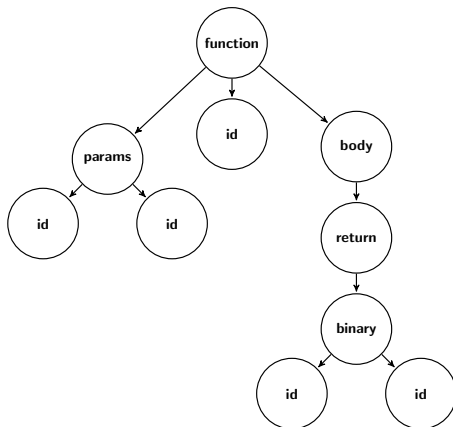 function
id
params
body
id
id
return
binary
id
id